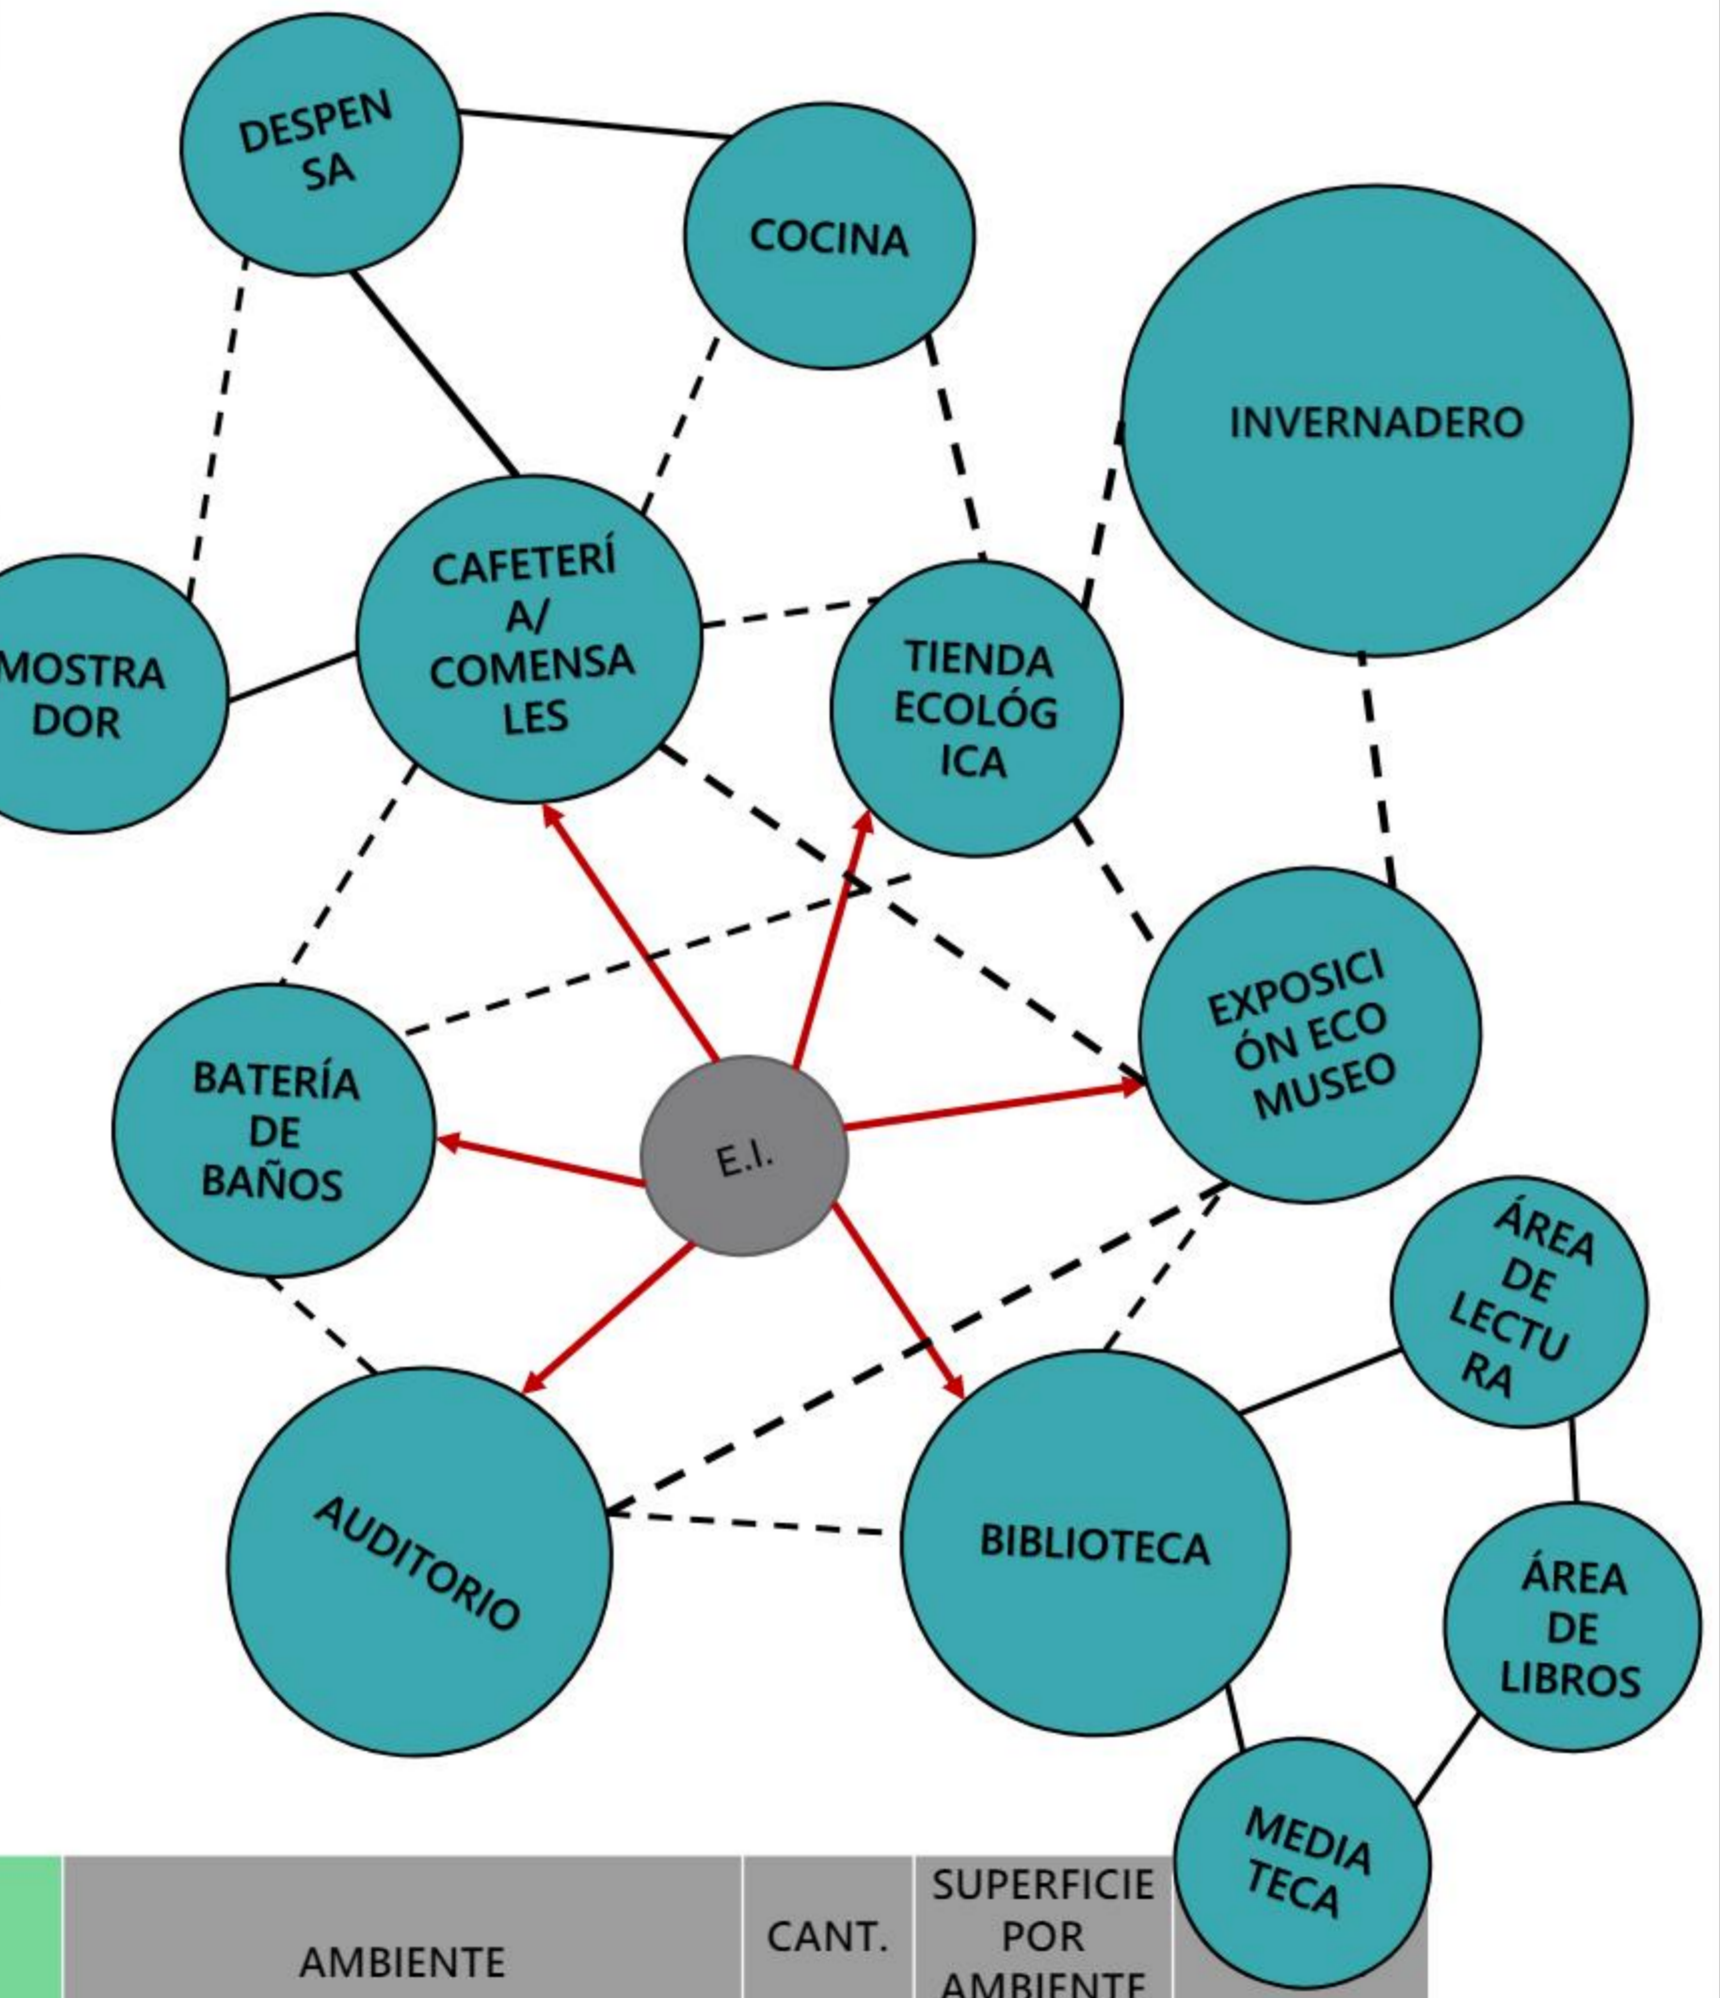 DESPEN
SA
COCINA
INVERNADERO
CAFETERÍ
A/
COMENSA
LES
MOSTRA
DOR
TIENDA
ECOLÓG
ICA
EXPOSICI
ÓN ECO
MUSEO
BATERÍA
DE
BAÑOS
E.I.
ÁREA
DE
LECTU
RA
AUDITORIO
BIBLIOTECA
ÁREA
DE
LIBROS
MEDIA
TECA
AMBIENTE
CANT.
SUPERFICIE
POR
AMBIENTE